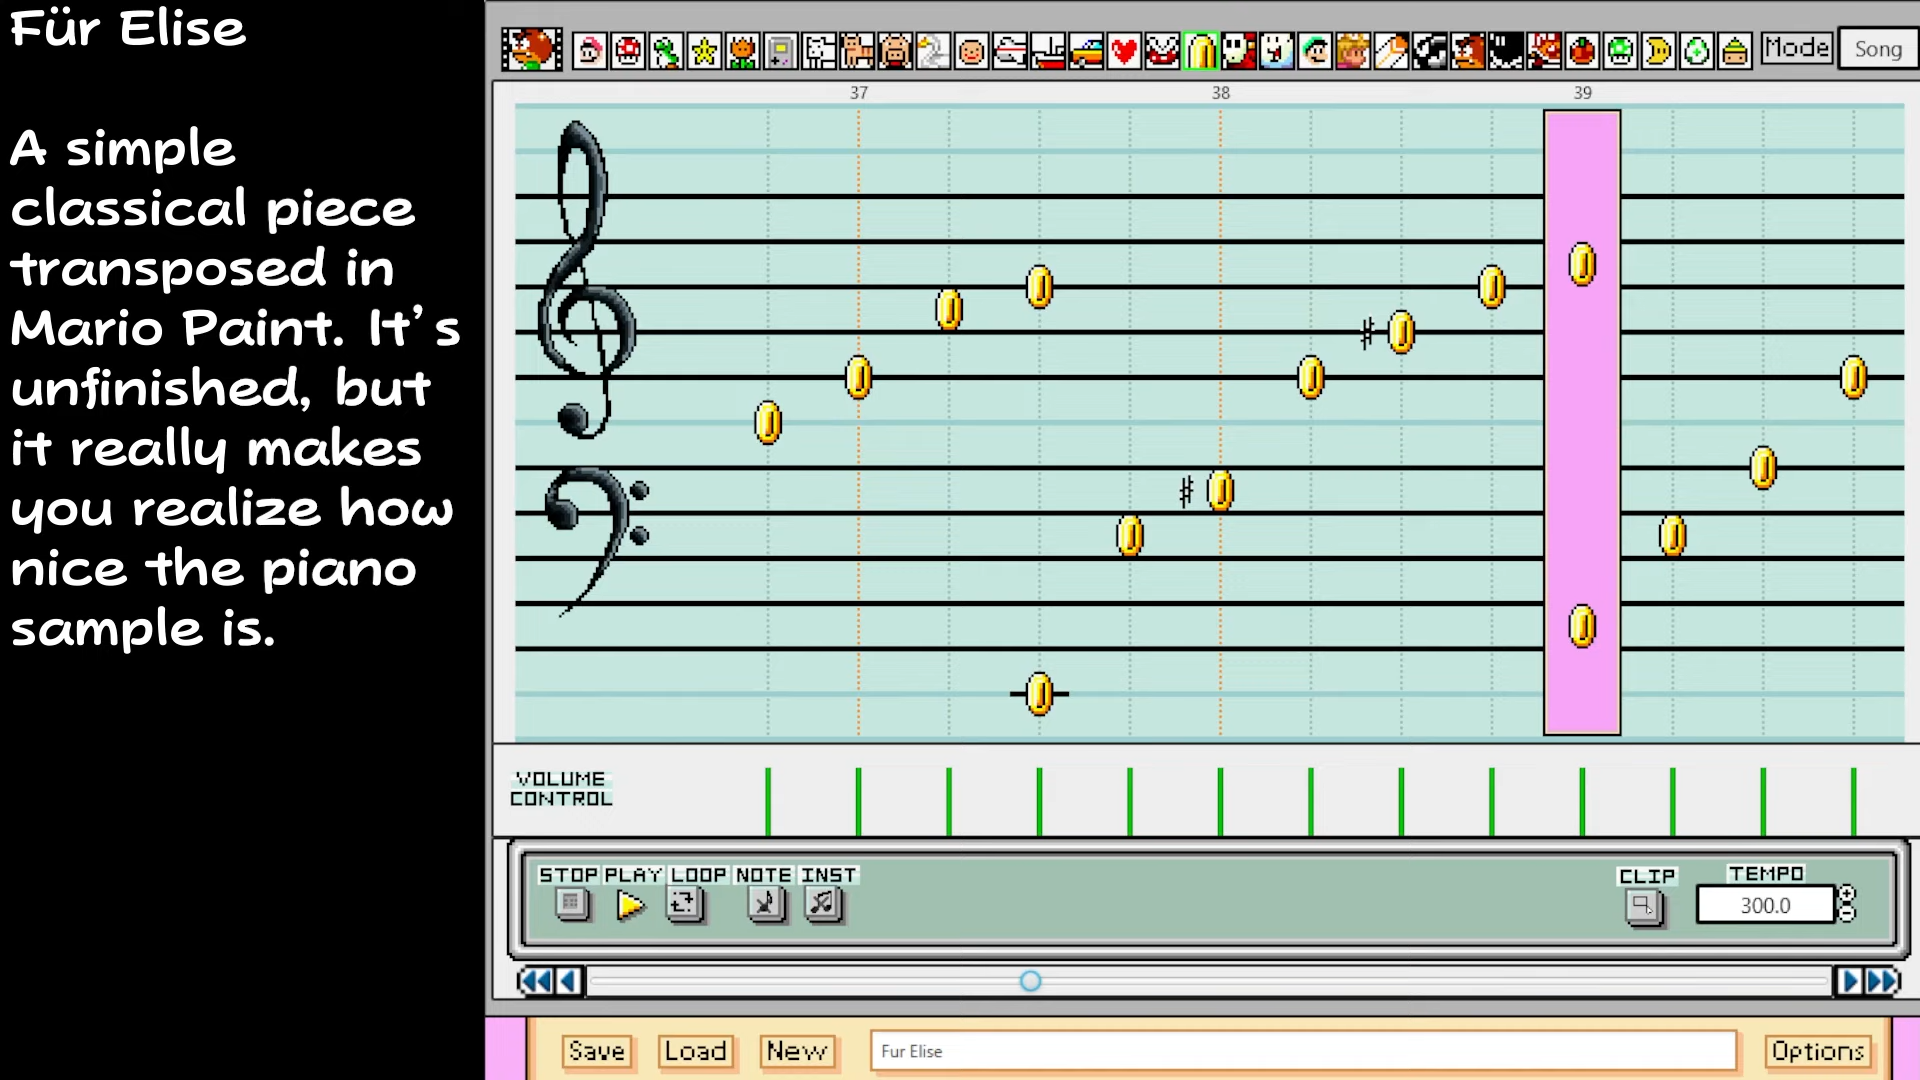 Für Elise
A simple
classical piece
transposed in
Mario Paint. It's
unfinished, but
it really makes
you realize how
nice the piano
sample is.
Mode
Song
37
38
39
VOLUME
CONTROL
STOP PLAY LOOP NOTE INST
CLIP
TEMPO
300.0
Save
Load
New
Fur Elise
Options